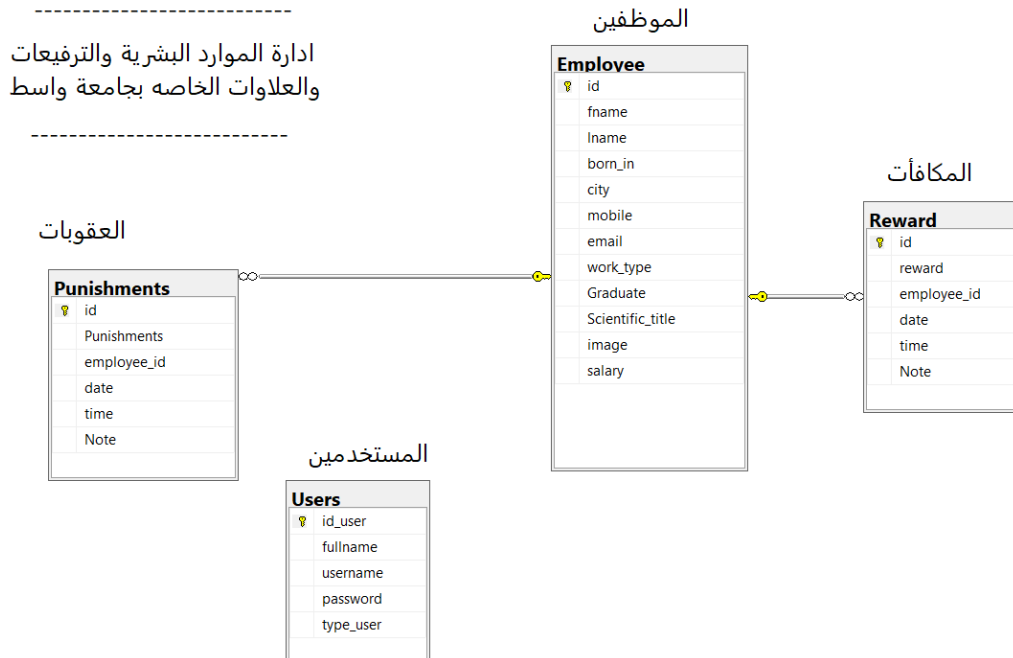 ---------------------------
ادارة الموارد البشرية والترفيعات
والعلاوات الخاصه بجامعة واسط
---------------------------
الموظفين
Employee
id
fname
lname
born_in
city
mobile
email
work_type
Graduate
Scientific_title
image
salary
المكافأت
Reward
id
reward
employee_id
date
time
Note
العقوبات
Punishments
id
Punishments
employee_id
date
time
Note
المستخدمين
Users
id_user
fullname
username
password
type_user